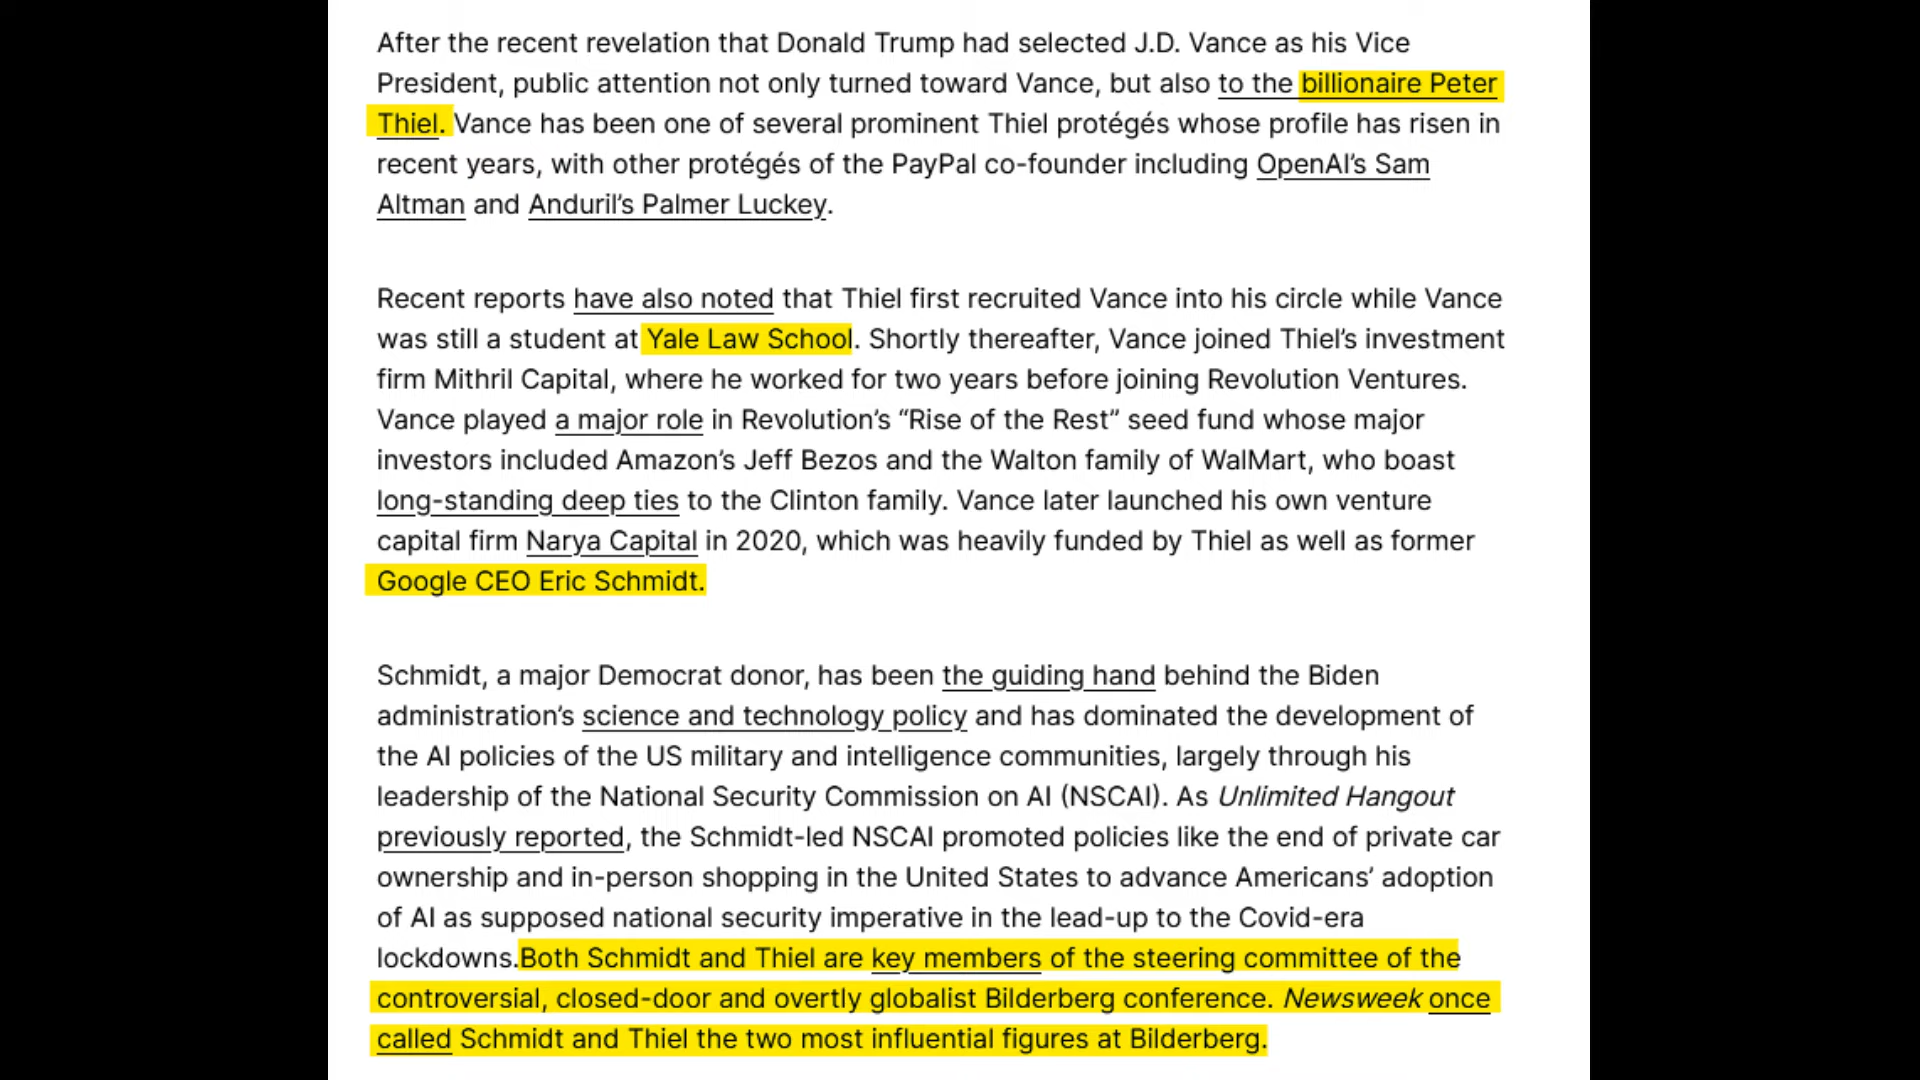 After the recent revelation that Donald Trump had selected J.D. Vance as his Vice
President, public attention not only turned toward Vance, but also to the billionaire Peter
Thiel. Vance has been one of several prominent Thiel protégés whose profile has risen in
recent years, with other protégés of the PayPal co-founder including OpenAI’s Sam
Altman and Anduril’s Palmer Luckey.
Recent reports have also noted that Thiel first recruited Vance into his circle while Vance
was still a student at Yale Law School. Shortly thereafter, Vance joined Thiel’s investment
firm Mithril Capital, where he worked for two years before joining Revolution Ventures.
Vance played a major role in Revolution’s “Rise of the Rest” seed fund whose major
investors included Amazon’s Jeff Bezos and the Walton family of WalMart, who boast
long-standing deep ties to the Clinton family. Vance later launched his own venture
capital firm Narya Capital in 2020, which was heavily funded by Thiel as well as former
Google CEO Eric Schmidt.
Schmidt, a major Democrat donor, has been the guiding hand behind the Biden
administration’s science and technology policy and has dominated the development of
the AI policies of the US military and intelligence communities, largely through his
leadership of the National Security Commission on AI (NSCAI). As Unlimited Hangout
previously reported, the Schmidt-led NSCAI promoted policies like the end of private car
ownership and in-person shopping in the United States to advance Americans’ adoption
of AI as supposed national security imperative in the lead-up to the Covid-era
lockdowns.Both Schmidt and Thiel are key members of the steering committee of the
controversial, closed-door and overtly globalist Bilderberg conference. Newsweek once
called Schmidt and Thiel the two most influential figures at Bilderberg.